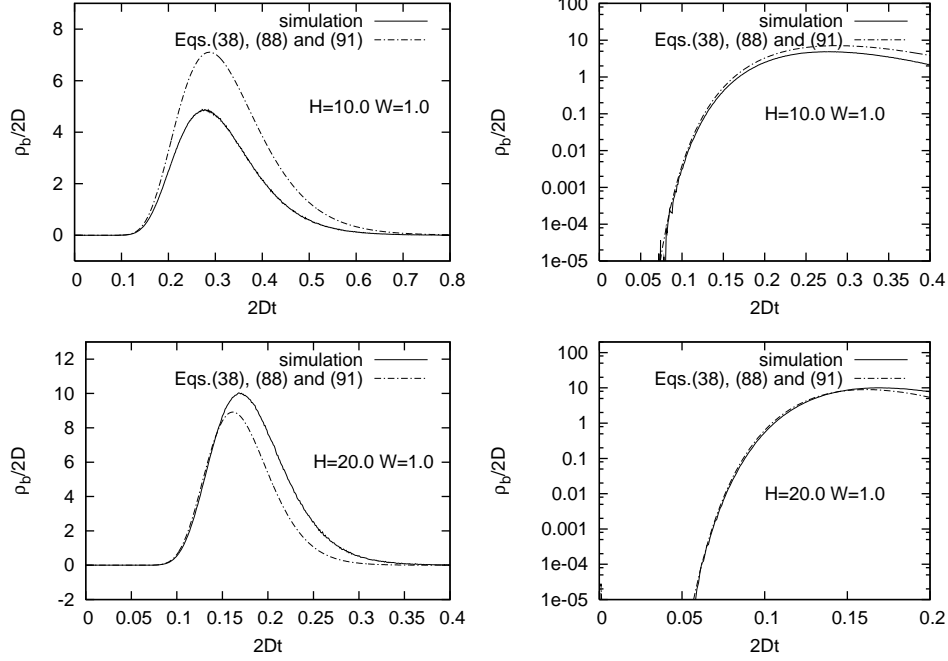 8
6
4
2
0
simulation
Eqs.(38), (88) and (91)
H=10.0 W=1.0
ρb/2D
0 0.1 0.2 0.3 0.4 0.5 0.6 0.7 0.8
2Dt
100
10
1
0.1
0.01
0.001
1e-04
1e-05
simulation
Eqs.(38), (88) and (91)
H=10.0 W=1.0
ρb/2D
0 0.05 0.1 0.15 0.2 0.25 0.3 0.35 0.4
2Dt
12
10
8
6
4
2
0
-2
simulation
Eqs.(38), (88) and (91)
H=20.0 W=1.0
ρb/2D
0 0.05 0.1 0.15 0.2 0.25 0.3 0.35 0.4
2Dt
100
10
1
0.1
0.01
0.001
1e-04
1e-05
simulation
Eqs.(38), (88) and (91)
H=20.0 W=1.0
ρb/2D
0 0.05 0.1 0.15 0.2
2Dt